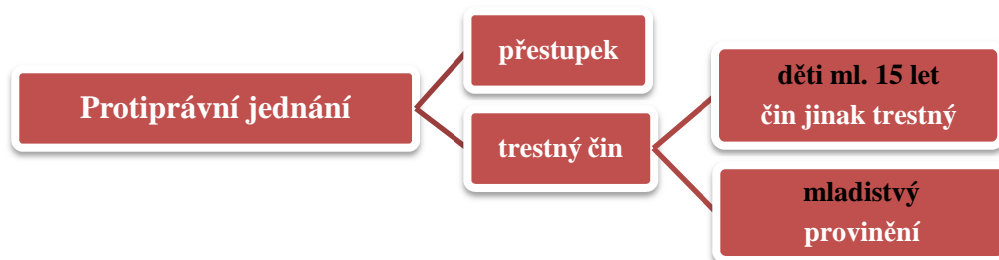 Protiprávní jednání
přestupek
trestný čin
děti ml. 15 let
čin jinak trestný
mladistvý
provinění